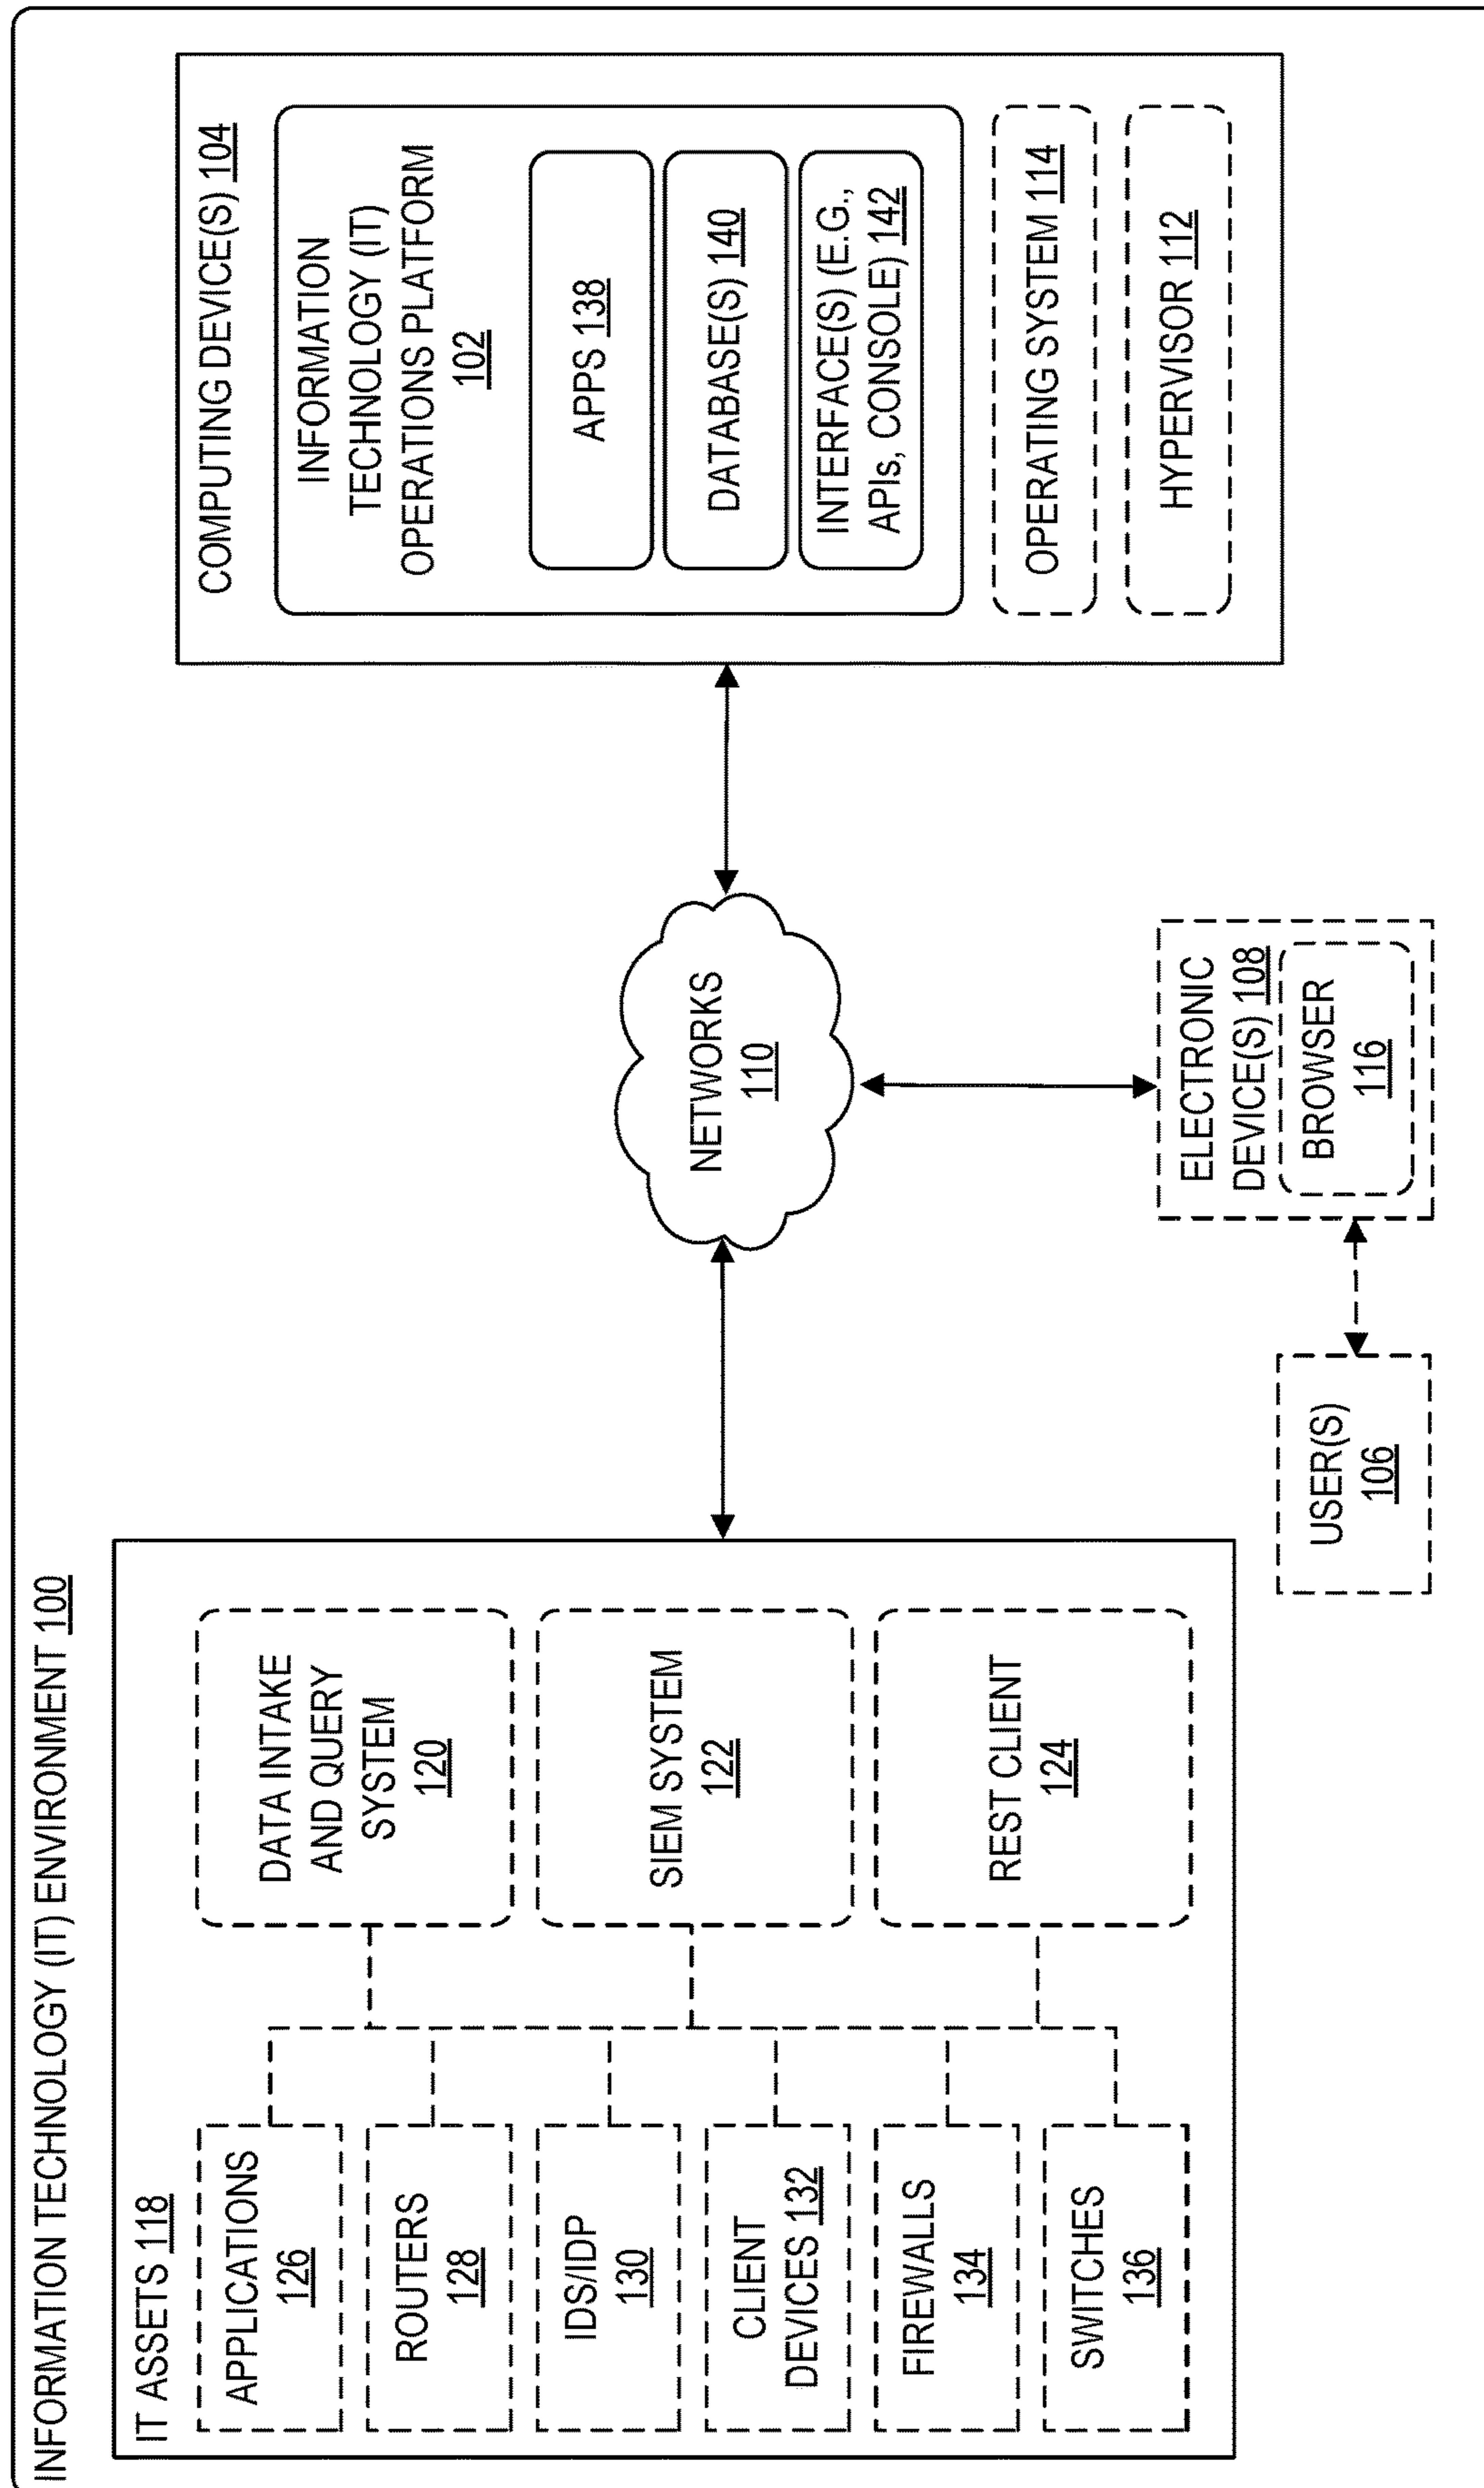 INFORMATION TECHNOLOGY (IT) ENVIRONMENT 100
IT ASSETS 118
APPLICATIONS
126
ROUTERS
128
IDS/IDP
130
CLIENT
DEVICES 132
FIREWALLS
134
SWITCHES
136
DATA INTAKE
AND QUERY
SYSTEM
120
SIEM SYSTEM
122
REST CLIENT
124
NETWORKS
110
USER(S)
106
ELECTRONIC
DEVICE(S) 108
BROWSER
116
COMPUTING DEVICE(S) 104
INFORMATION
TECHNOLOGY (IT)
OPERATIONS PLATFORM
102
APPS 138
DATABASE(S) 140
INTERFACE(S) (E.G.,
APIs, CONSOLE) 142
OPERATING SYSTEM 114
HYPERVISOR 112